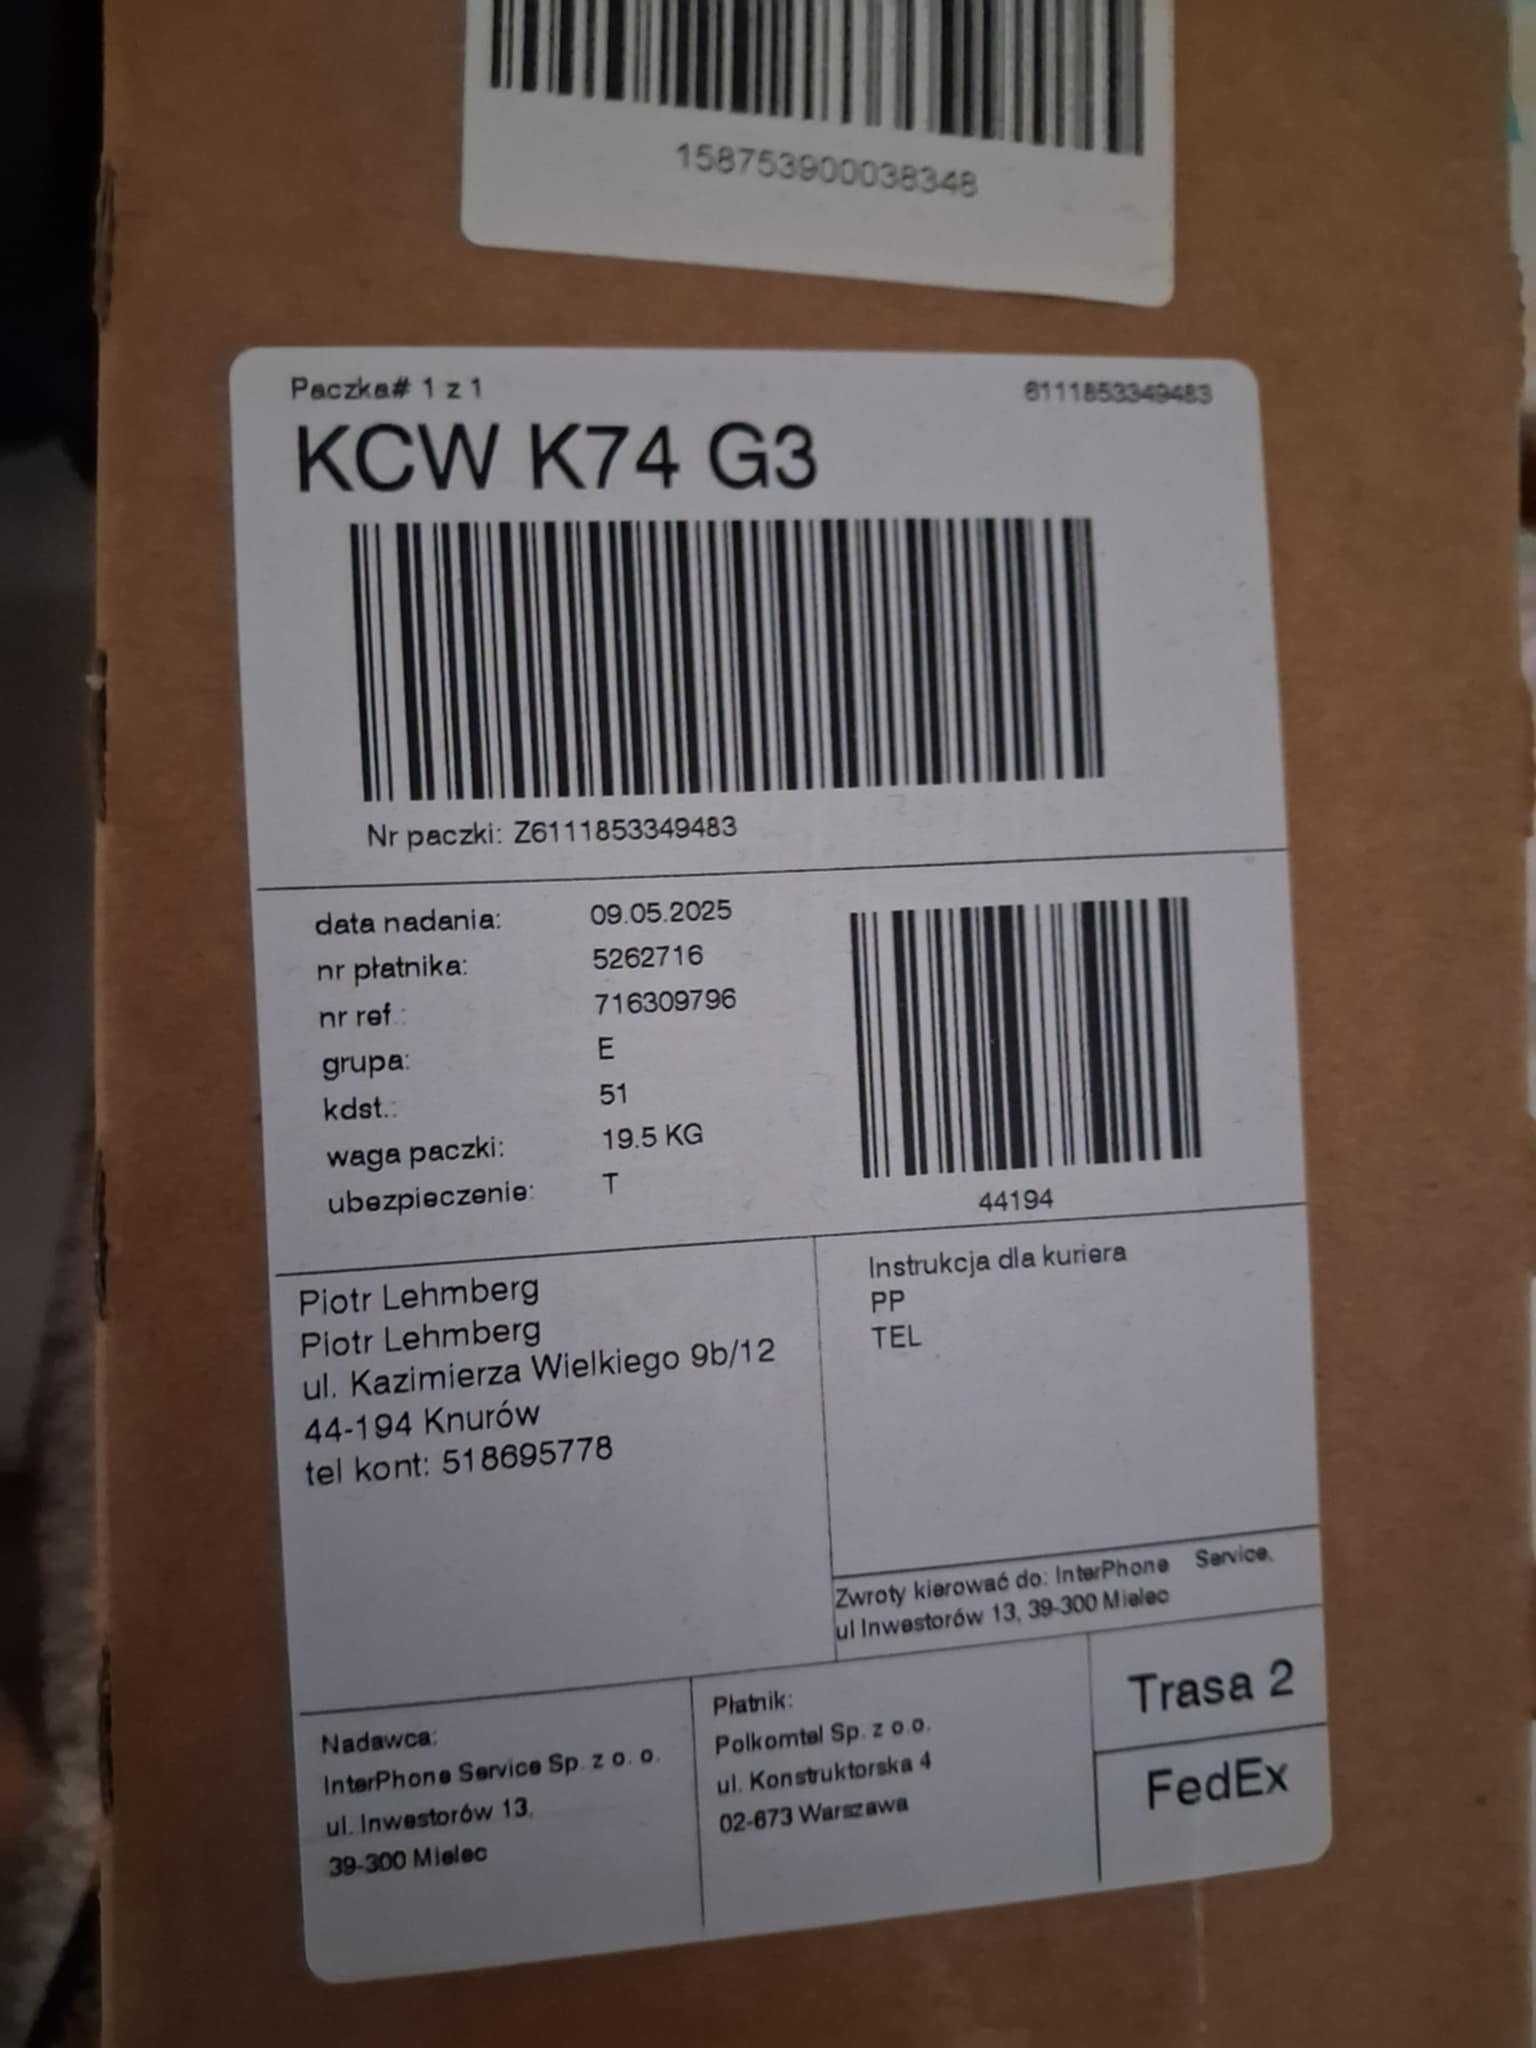 158753900038348
Paczka# 1 z 1
6111853349483
KCW K74 G3
Nr paczki: Z6111853349483
data nadania: 09.05.2025
nr płatnika: 5262716
nr ref.: 716309796
grupa: E
kdst.: 51
waga paczki: 19.5 KG
ubezpieczenie: T
44194
Piotr Lehmberg
Piotr Lehmberg
ul. Kazimierza Wielkiego 9b/12
44-194 Knurów
tel kont: 518695778
Instrukcja dla kuriera
PP
TEL
Zwroty kierować do: InterPhone Service,
ul Inwestorów 13, 39-300 Mielec
Nadawca:
InterPhone Service Sp. z o. o.
ul. Inwestorów 13,
39-300 Mielec
Płatnik:
Polkomtel Sp. z o.o.
ul. Konstruktorska 4
02-673 Warszawa
Trasa 2
FedEx